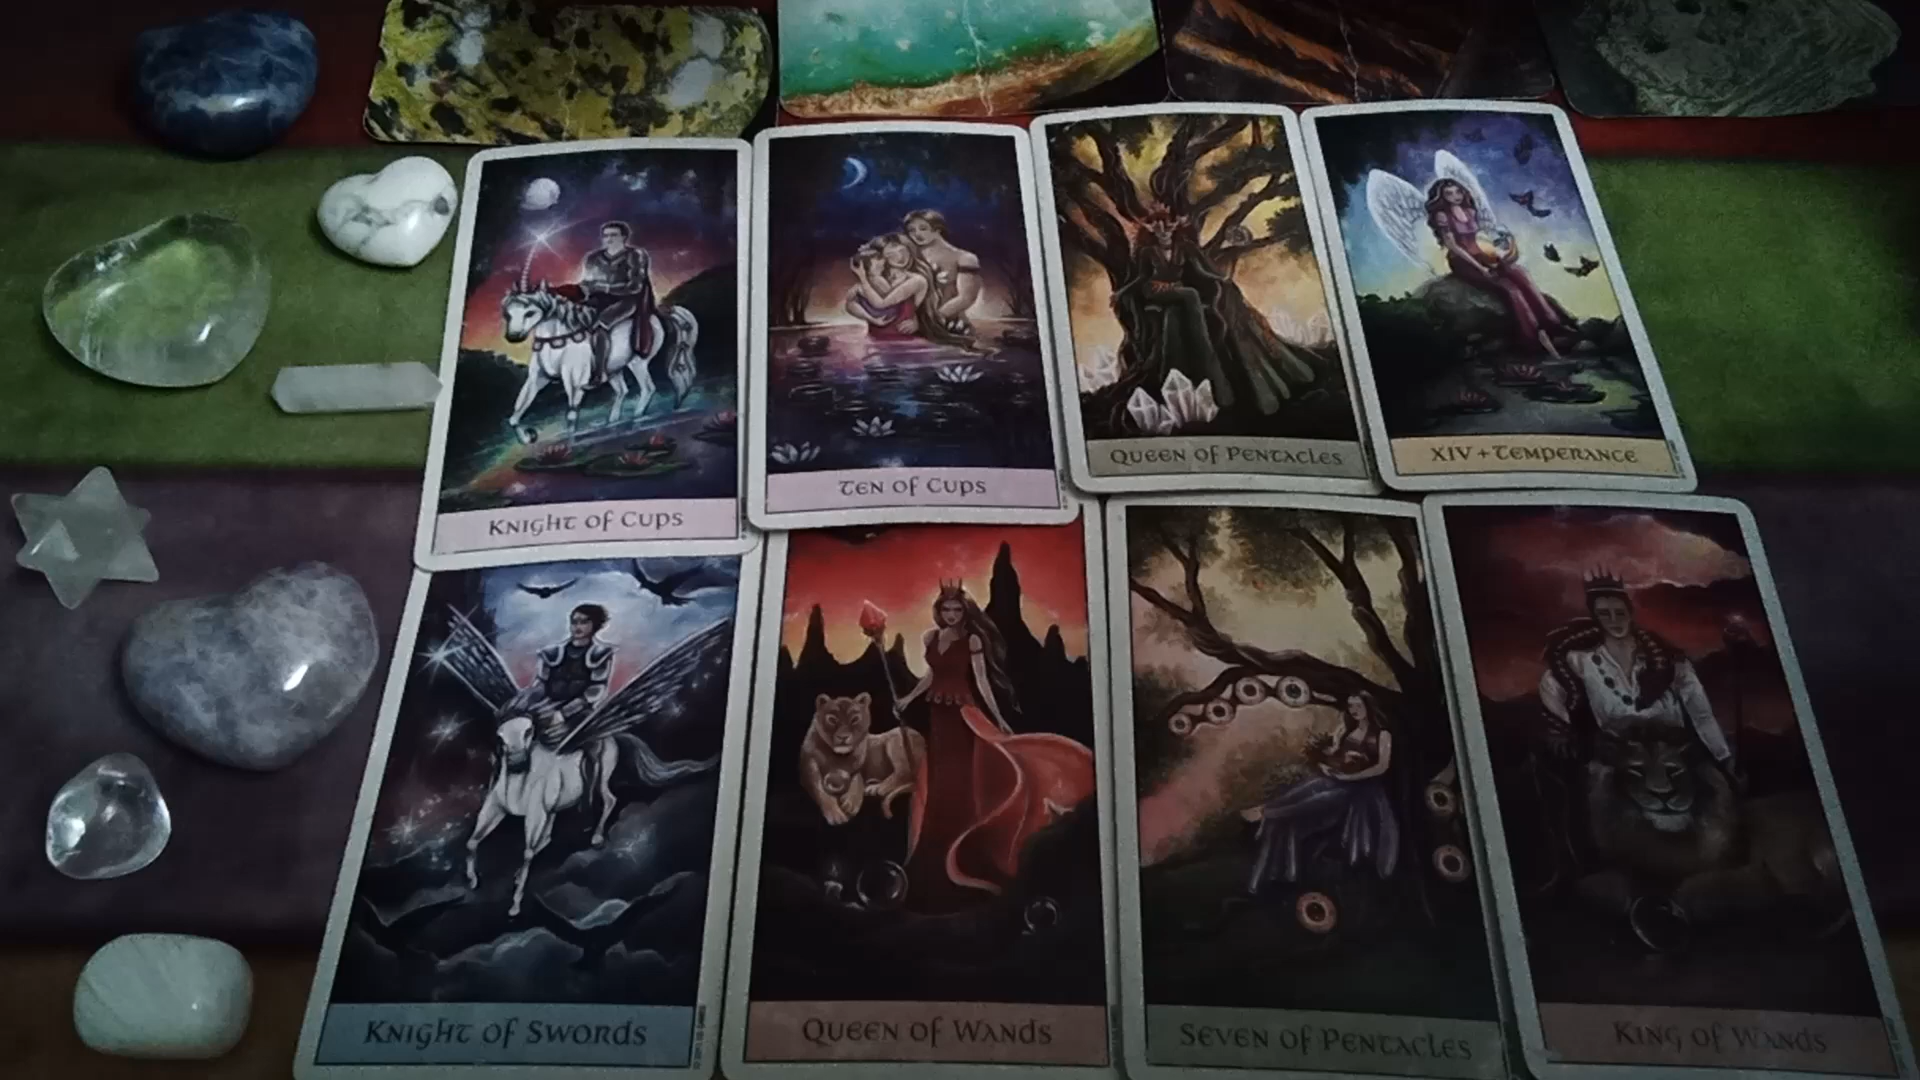 Knight of Cups
Ten of Cups
Queen of Pentacles
XIV + Temperance
Knight of Swords
Queen of Wands
Seven of Pentacles
King of Wands